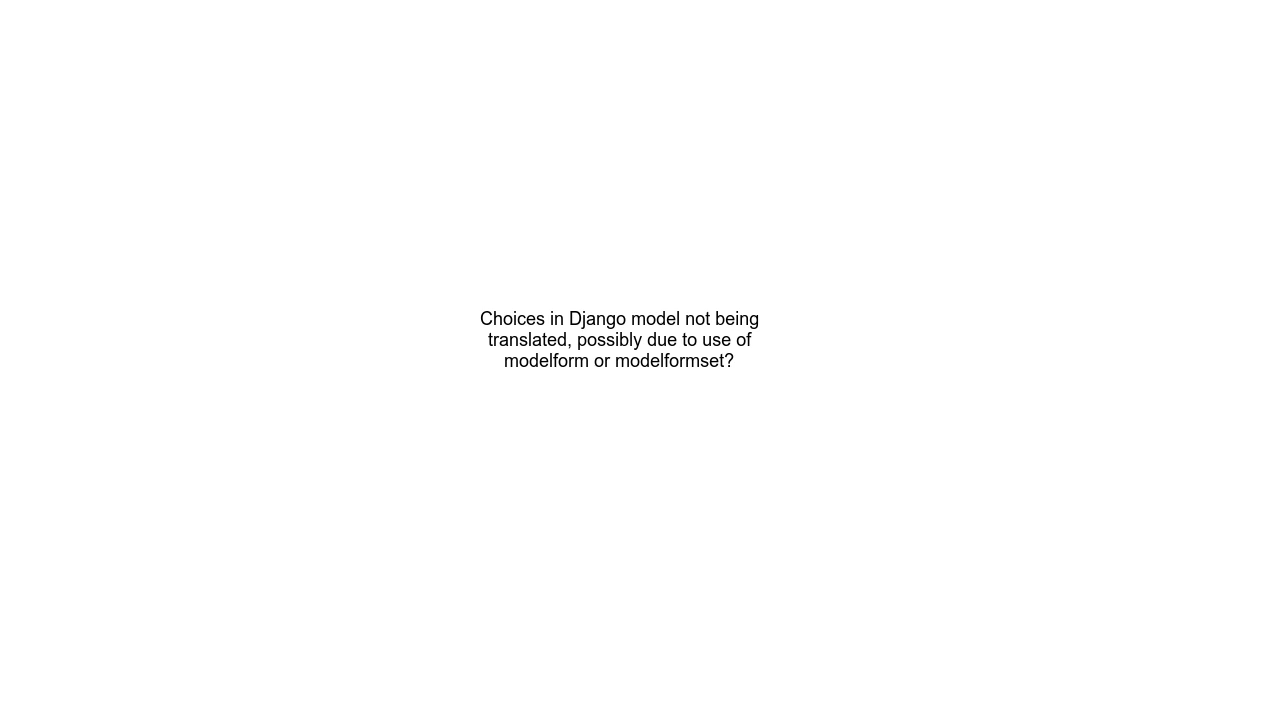 Choices in Django model not being
translated, possibly due to use of
modelform or modelformset?